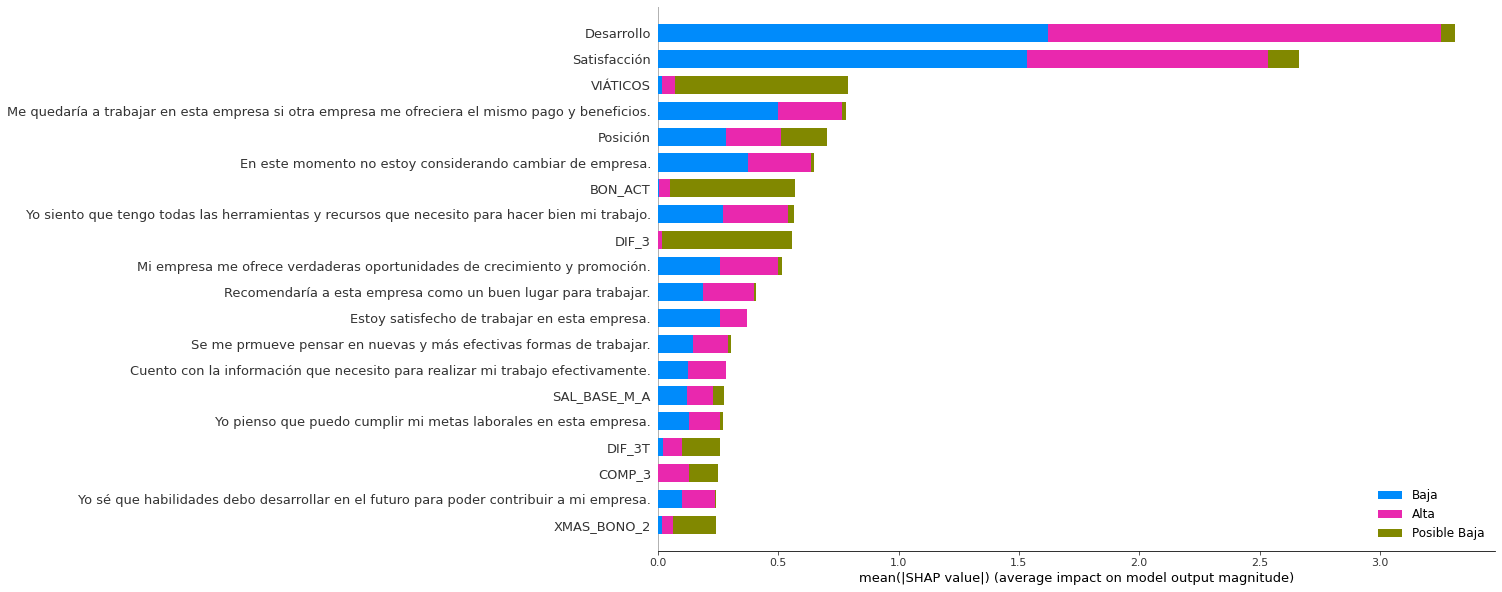 Desarrollo
Satisfacción
VIÁTICOS
Me quedaría a trabajar en esta empresa si otra empresa me ofreciera el mismo pago y beneficios.
Posición
En este momento no estoy considerando cambiar de empresa.
BON_ACT
Yo siento que tengo todas las herramientas y recursos que necesito para hacer bien mi trabajo.
DIF_3
Mi empresa me ofrece verdaderas oportunidades de crecimiento y promoción.
Recomendaría a esta empresa como un buen lugar para trabajar.
Estoy satisfecho de trabajar en esta empresa.
Se me prmueve pensar en nuevas y más efectivas formas de trabajar.
Cuento con la información que necesito para realizar mi trabajo efectivamente.
SAL_BASE_M_A
Yo pienso que puedo cumplir mi metas laborales en esta empresa.
DIF_3T
COMP_3
Yo sé que habilidades debo desarrollar en el futuro para poder contribuir a mi empresa.
XMAS_BONO_2
Baja
Alta
Posible Baja
0.0 0.5 1.0 1.5 2.0 2.5 3.0
mean(|SHAP value|) (average impact on model output magnitude)